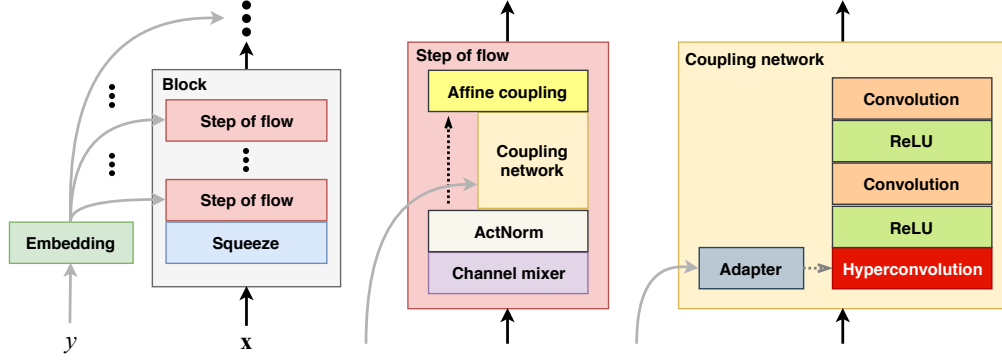 Block
Step of flow
Step of flow
Squeeze
Embedding
y
x
Step of flow
Affine coupling
Coupling
network
ActNorm
Channel mixer
Coupling network
Convolution
ReLU
Convolution
ReLU
Adapter
Hyperconvolution